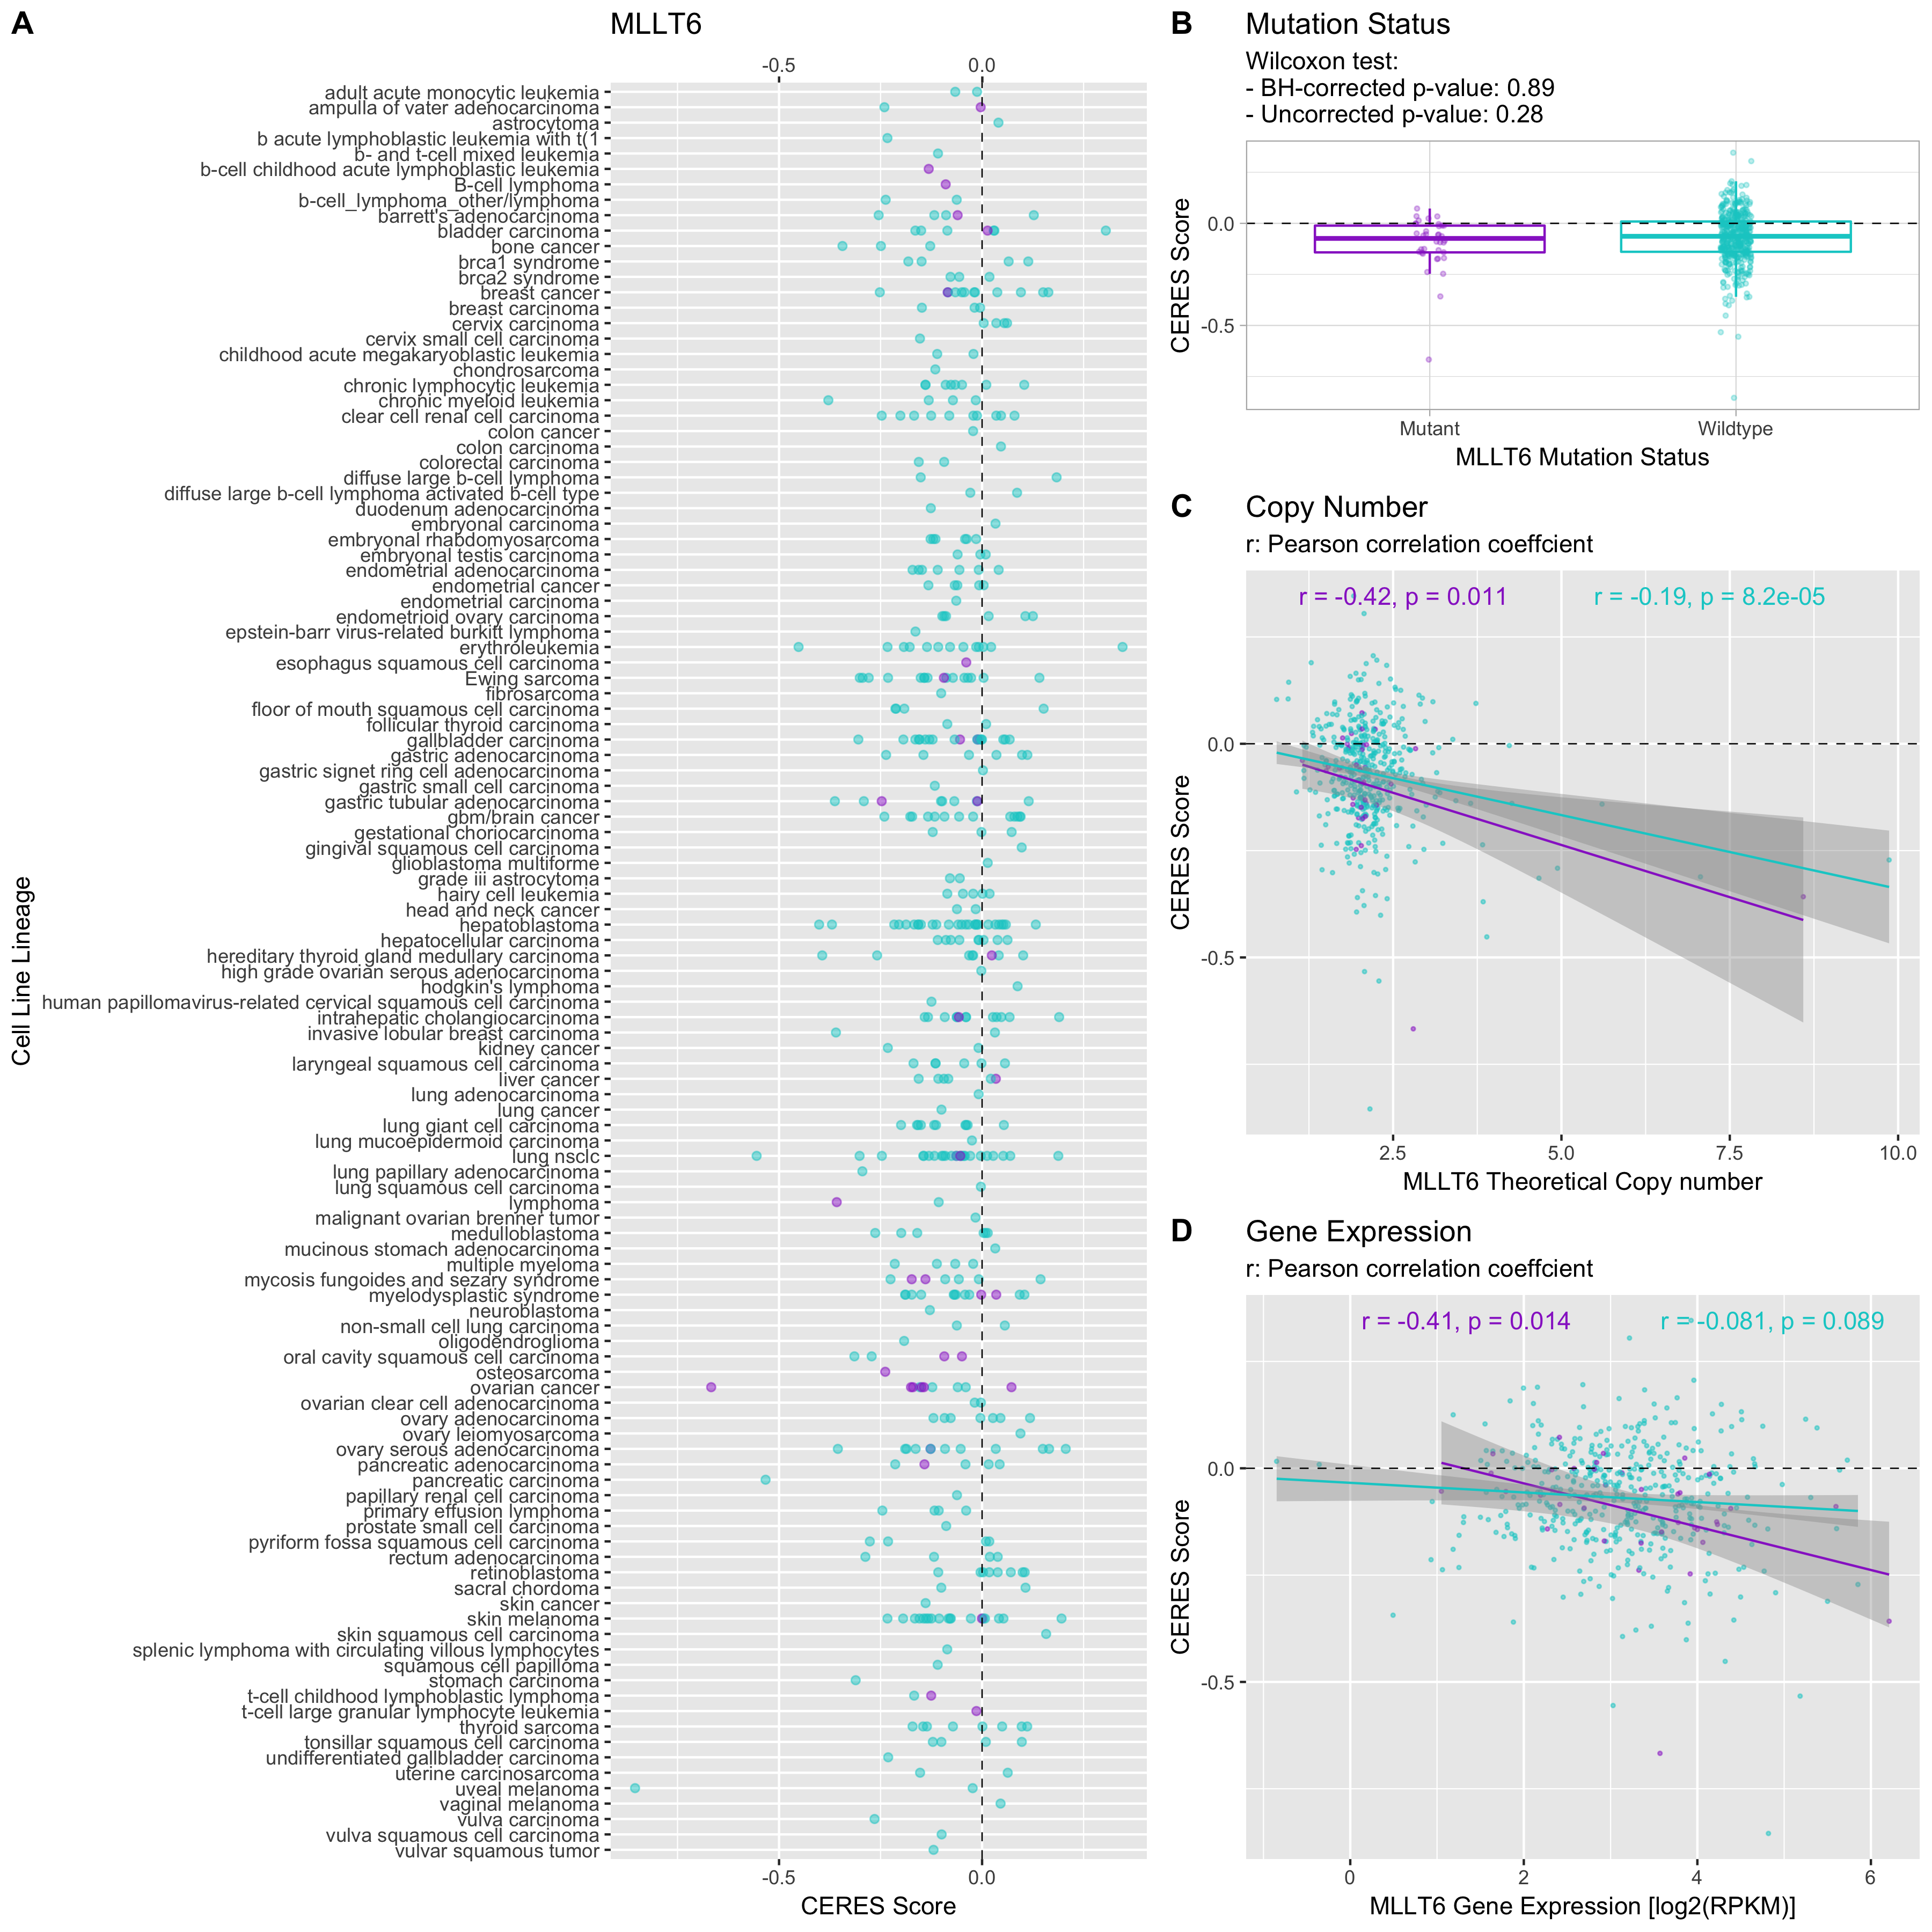 A
MLLT6
-0.5 0.0
Cell Line Lineage
adult acute monocytic leukemia
ampulla of vater adenocarcinoma
astrocytoma
b acute lymphoblastic leukemia with t(1
b- and t-cell mixed leukemia
b-cell childhood acute lymphoblastic leukemia
B-cell lymphoma
b-cell_lymphoma_other/lymphoma
barrett's adenocarcinoma
bladder carcinoma
bone cancer
brca1 syndrome
brca2 syndrome
breast cancer
breast carcinoma
cervix carcinoma
cervix small cell carcinoma
childhood acute megakaryoblastic leukemia
chondrosarcoma
chronic lymphocytic leukemia
chronic myeloid leukemia
clear cell renal cell carcinoma
colon cancer
colon carcinoma
colorectal carcinoma
diffuse large b-cell lymphoma
diffuse large b-cell lymphoma activated b-cell type
duodenum adenocarcinoma
embryonal carcinoma
embryonal rhabdomyosarcoma
embryonal testis carcinoma
endometrial adenocarcinoma
endometrial cancer
endometrial carcinoma
endometrioid ovary carcinoma
epstein-barr virus-related burkitt lymphoma
erythroleukemia
esophagus squamous cell carcinoma
Ewing sarcoma
fibrosarcoma
floor of mouth squamous cell carcinoma
follicular thyroid carcinoma
gallbladder carcinoma
gastric adenocarcinoma
gastric signet ring cell adenocarcinoma
gastric small cell carcinoma
gastric tubular adenocarcinoma
gbm/brain cancer
gestational choriocarcinoma
gingival squamous cell carcinoma
glioblastoma multiforme
grade iii astrocytoma
hairy cell leukemia
head and neck cancer
hepatoblastoma
hepatocellular carcinoma
hereditary thyroid gland medullary carcinoma
high grade ovarian serous adenocarcinoma
hodgkin's lymphoma
human papillomavirus-related cervical squamous cell carcinoma
intrahepatic cholangiocarcinoma
invasive lobular breast carcinoma
kidney cancer
laryngeal squamous cell carcinoma
liver cancer
lung adenocarcinoma
lung cancer
lung giant cell carcinoma
lung mucoepidermoid carcinoma
lung nsclc
lung papillary adenocarcinoma
lung squamous cell carcinoma
lymphoma
malignant ovarian brenner tumor
medulloblastoma
mucinous stomach adenocarcinoma
multiple myeloma
mycosis fungoides and sezary syndrome
myelodysplastic syndrome
neuroblastoma
non-small cell lung carcinoma
oligodendroglioma
oral cavity squamous cell carcinoma
osteosarcoma
ovarian cancer
ovarian clear cell adenocarcinoma
ovary adenocarcinoma
ovary leiomyosarcoma
ovary serous adenocarcinoma
pancreatic adenocarcinoma
pancreatic carcinoma
papillary renal cell carcinoma
primary effusion lymphoma
prostate small cell carcinoma
pyriform fossa squamous cell carcinoma
rectum adenocarcinoma
retinoblastoma
sacral chordoma
skin cancer
skin melanoma
skin squamous cell carcinoma
splenic lymphoma with circulating villous lymphocytes
squamous cell papilloma
stomach carcinoma
t-cell childhood lymphoblastic lymphoma
t-cell large granular lymphocyte leukemia
thyroid sarcoma
tonsillar squamous cell carcinoma
undifferentiated gallbladder carcinoma
uterine carcinosarcoma
uveal melanoma
vaginal melanoma
vulva carcinoma
vulva squamous cell carcinoma
vulvar squamous tumor
-0.5 0.0
CERES Score
B
Mutation Status
Wilcoxon test:
- BH-corrected p-value: 0.89
- Uncorrected p-value: 0.28
CERES Score
0.0
-0.5
Mutant Wildtype
MLLT6 Mutation Status
C
Copy Number
r: Pearson correlation coeffcient
r = -0.42, p = 0.011 r = -0.19, p = 8.2e-05
CERES Score
0.0
-0.5
2.5 5.0 7.5 10.0
MLLT6 Theoretical Copy number
D
Gene Expression
r: Pearson correlation coeffcient
r = -0.41, p = 0.014 r = -0.081, p = 0.089
CERES Score
0.0
-0.5
0 2 4 6
MLLT6 Gene Expression [log2(RPKM)]